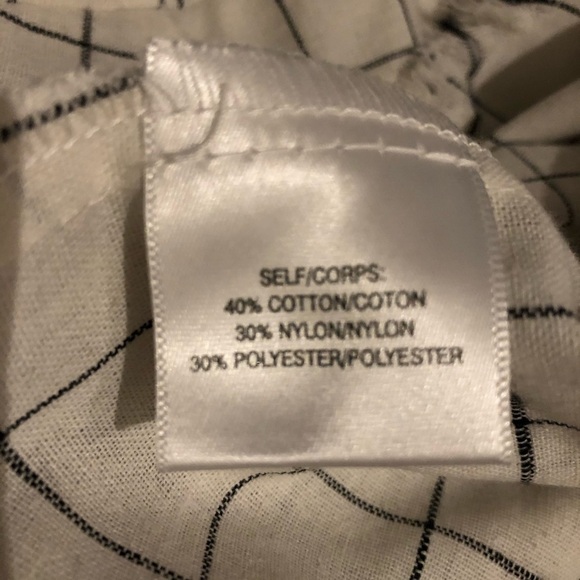 SELF/CORPS:
40% COTTON/COTON
30% NYLON/NYLON
30% POLYESTER/POLYESTER